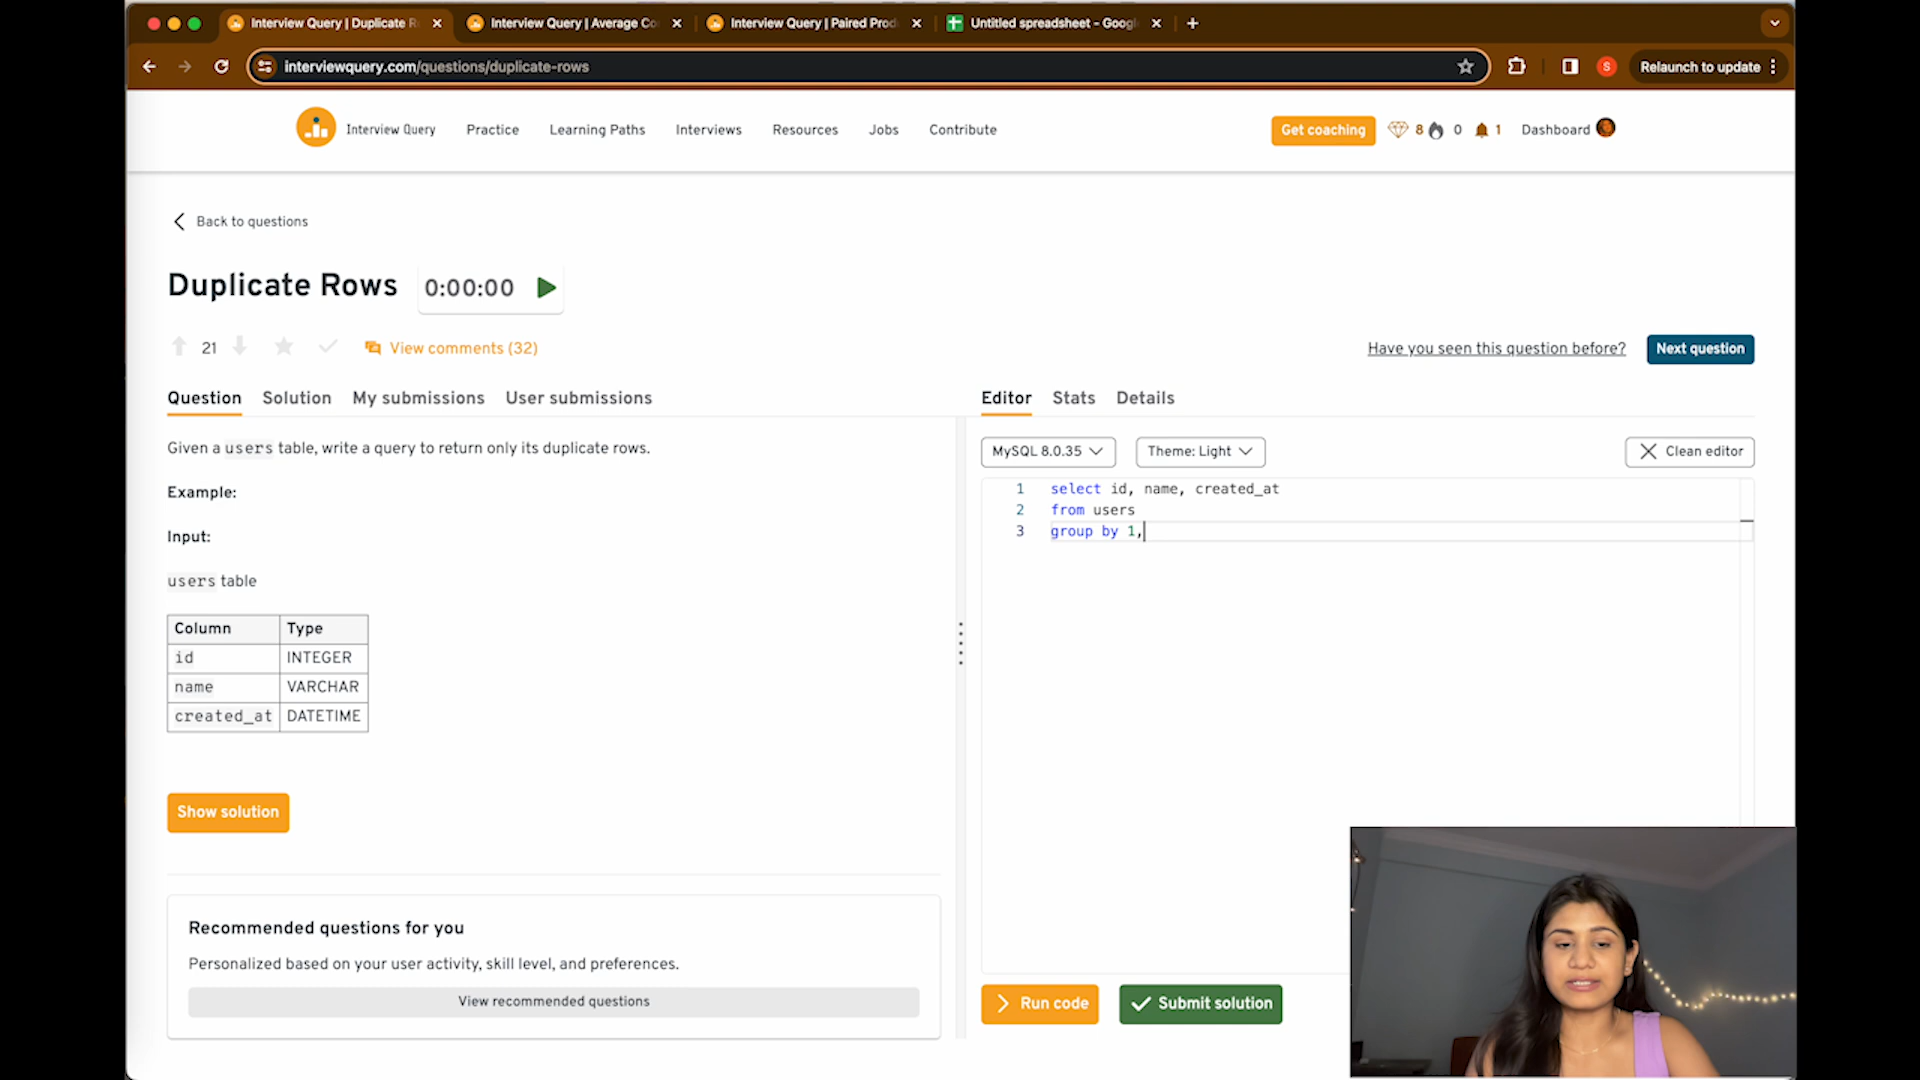 Interview Query | Duplicate R
Interview Query | Average Co
Interview Query | Paired Prod
Untitled spreadsheet - Googl
interviewquery.com/questions/duplicate-rows
S
Relaunch to update
Interview Query
Practice
Learning Paths
Interviews
Resources
Jobs
Contribute
Get coaching
8
0
1
Dashboard
Back to questions
Duplicate Rows
0:00:00
21
View comments (32)
Have you seen this question before?
Next question
Question
Solution
My submissions
User submissions
Given a users table, write a query to return only its duplicate rows.
Example:
Input:
users table
Column Type
id INTEGER
name VARCHAR
created_at DATETIME
Show solution
Recommended questions for you
Personalized based on your user activity, skill level, and preferences.
View recommended questions
Editor
Stats
Details
MySQL 8.0.35
Theme: Light
Clean editor
1 select id, name, created_at
2 from users
3 group by 1,
Run code
Submit solution